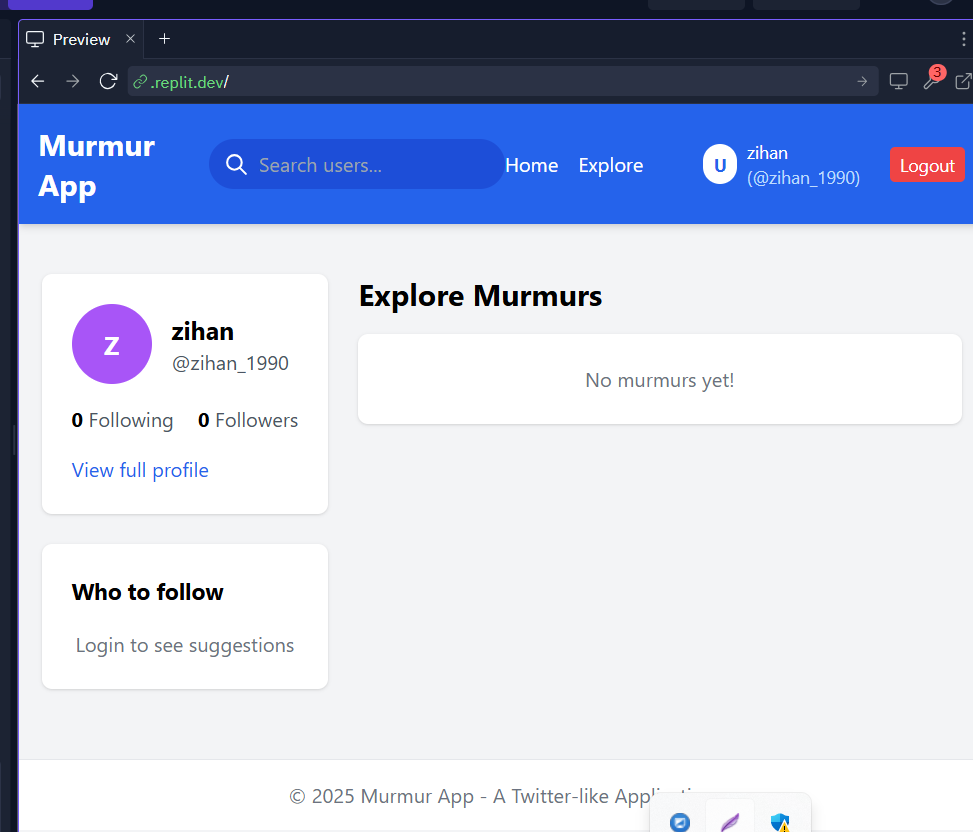 Preview
3
.replit.dev/
Murmur
App
Search users...
Home
Explore
U
zihan
(@zihan_1990)
Logout
Z
zihan
@zihan_1990
0 Following
0 Followers
View full profile
Who to follow
Login to see suggestions
Explore Murmurs
No murmurs yet!
© 2025 Murmur App - A Twitter-like